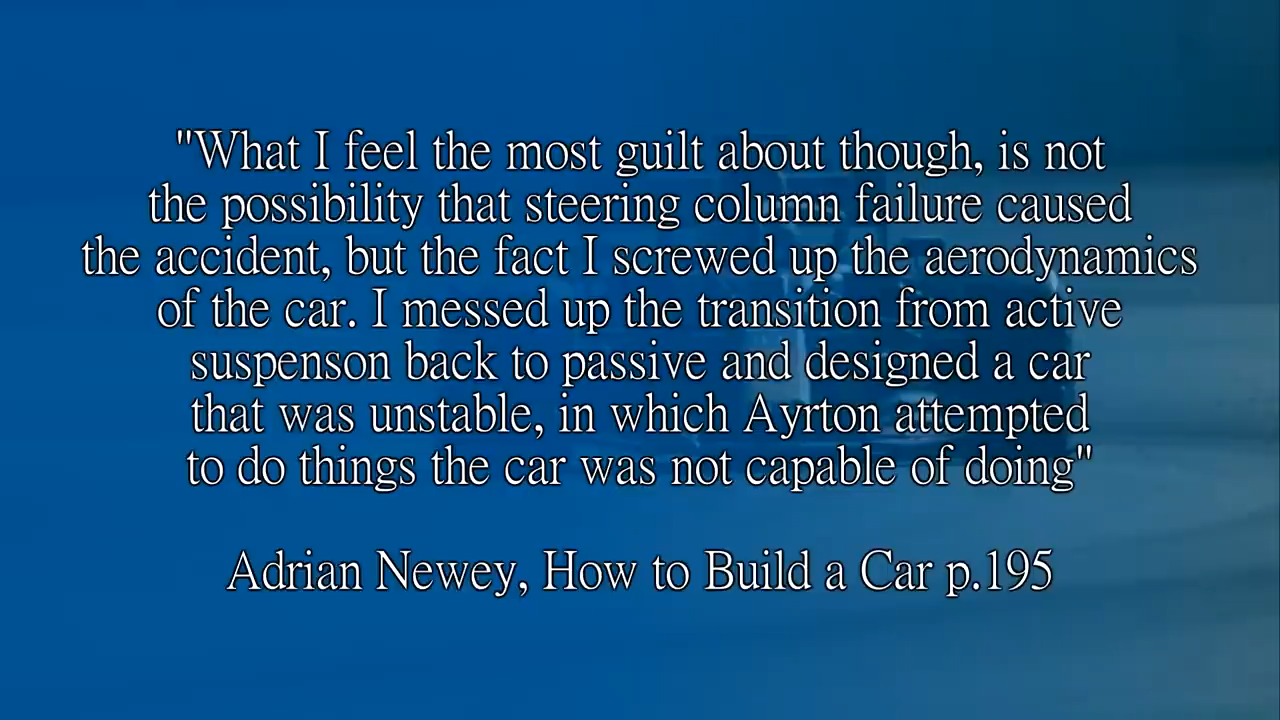 "What I feel the most guilt about though, is not
the possibility that steering column failure caused
the accident, but the fact I screwed up the aerodynamics
of the car. I messed up the transition from active
suspenson back to passive and designed a car
that was unstable, in which Ayrton attempted
to do things the car was not capable of doing"
Adrian Newey, How to Build a Car p.195